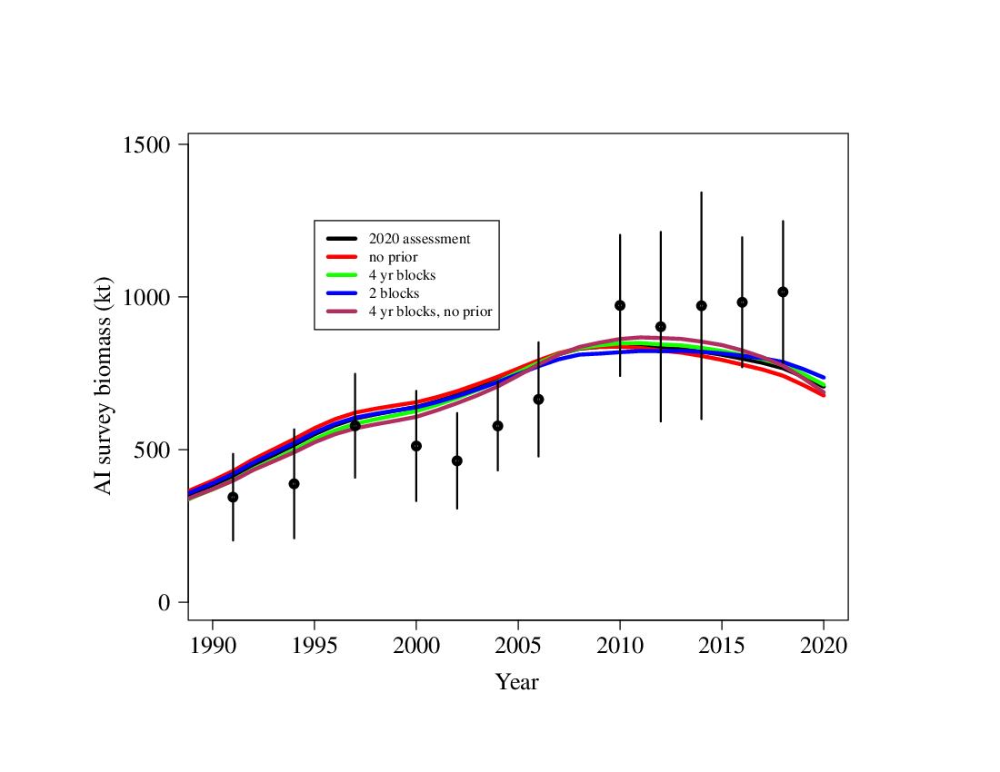 1500
1000
500
0
AI survey biomass (kt)
2020 assessment
no prior
4 yr blocks
2 blocks
4 yr blocks, no prior
1990 1995 2000 2005 2010 2015 2020
Year